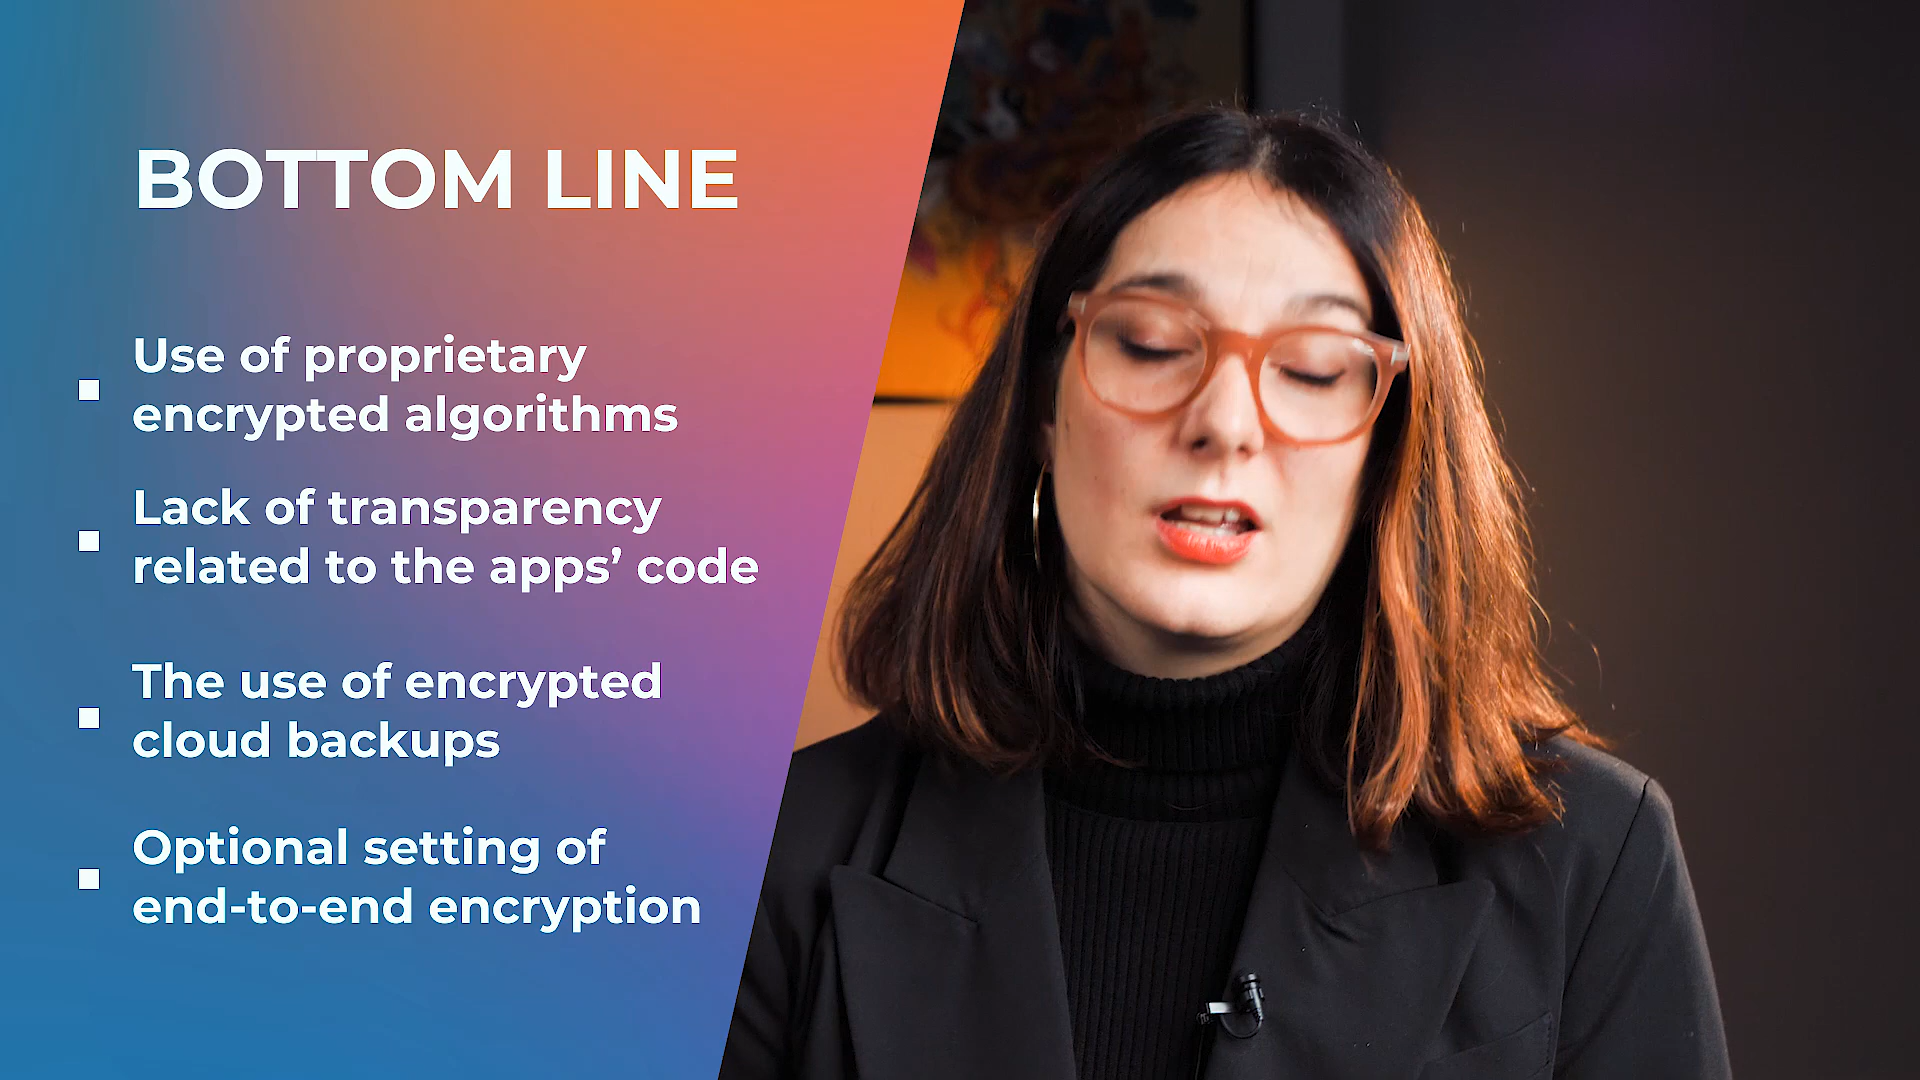 BOTTOM LINE
Use of proprietary
encrypted algorithms
Lack of transparency
related to the apps’ code
The use of encrypted
cloud backups
Optional setting of
end-to-end encryption